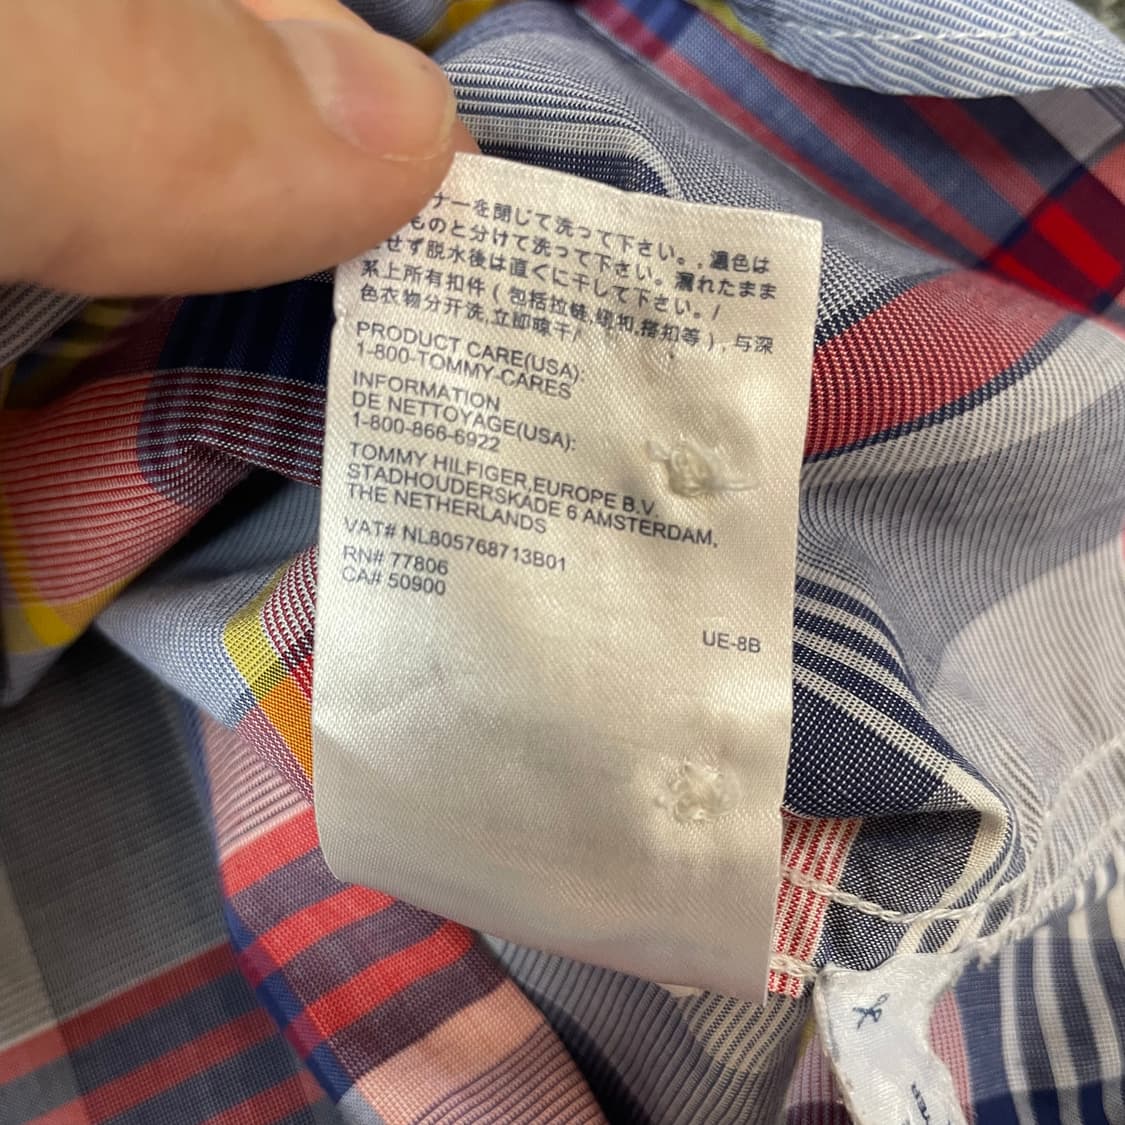 ナーを閉じて洗って下さい。, 濃色は
ものと分けて洗って下さい。濡れたまま
せず脱水後は直ぐに干して下さい。/
系上所有扣件 ( 包括拉链,纽扣,搭扣等 ), 与深
色衣物分开洗,立即晾干/
PRODUCT CARE(USA):
1-800-TOMMY-CARES
INFORMATION
DE NETTOYAGE(USA):
1-800-866-6922
TOMMY HILFIGER EUROPE B.V.
STADHOUDERSKADE 6 AMSTERDAM,
THE NETHERLANDS
VAT# NL805768713B01
RN# 77806
CA# 50900
UE-8B